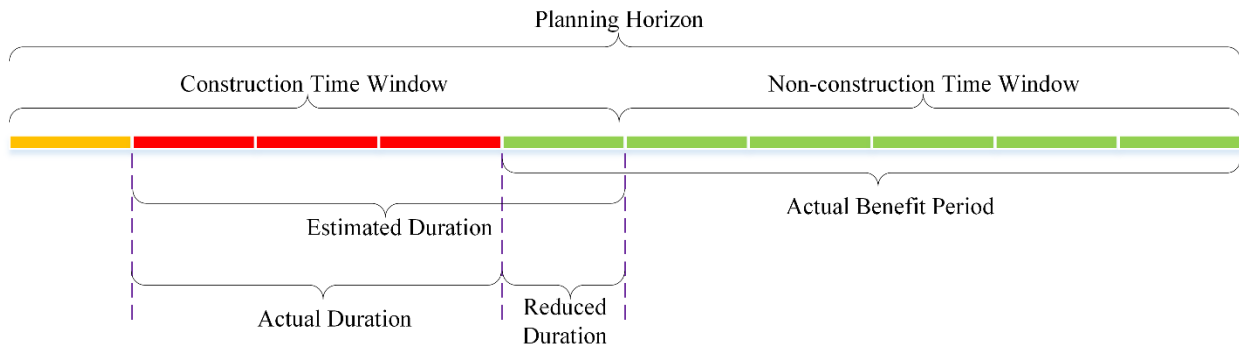 Planning Horizon
Construction Time Window
Non-construction Time Window
Actual Benefit Period
Estimated Duration
Actual Duration
Reduced
Duration